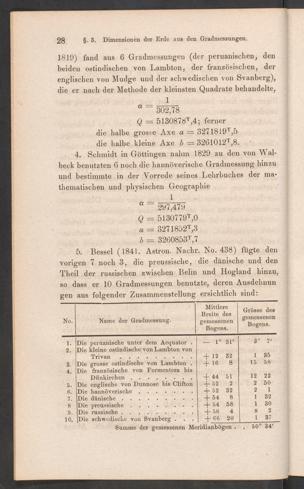 28 §. 3. Dimensionen der Erde aus den Gradmessungen.
1819) fand aus 6 Gradmessungen (der peruanischen, den
beiden ostindischen von Lambton, der französischen, der
englischen von Mudge und der schwedischen von Svanberg),
die er nach der Methode der kleinsten Quadrate behandelte,
a = 1/302,78
Q = 5130878ᵀ,4; ferner
die halbe grosse Axe a = 3271819ᵀ,5
die halbe kleine Axe b = 3261012ᵀ,8.
4. Schmidt in Göttingen nahm 1829 zu den von Wal-
beck benutzten 6 noch die hannöverische Gradmessung hinzu
und bestimmte in der Vorrede seines Lehrbuches der ma-
thematischen und physischen Geographie
a = 1/297,479
Q = 5130779ᵀ,0
a = 3271852ᵀ,3
b = 3260853ᵀ,7
5. Bessel (1841. Astron. Nachr. No. 438) fügte den
vorigen 7 noch 3, die preussische, die dänische und den
Theil der russischen zwischen Belin und Hogland hinzu,
so dass er 10 Gradmessungen benutzte, deren Ausdehnun
gen aus folgender Zusammenstellung ersichtlich sind:
No. Name der Gradmessung. Mittlere Breite des gemessenen Bogens. Grösse des gemessenen Bogens.
1. Die peruanische unter dem Aequator . — 1° 31′ 3° 7′
2. Die kleine ostindische von Lambton von
Trivan + 12 32 1 35
3. Die grosse ostindische von Lambton . + 16 8 15 58
4. Die französische von Formentera bis
Dünkirchen + 44 51 12 22
5. Die englische von Dunnose bis Clifton + 52 2 2 50
6. Die hannöverische + 52 32 2 1
7. Die dänische + 54 8 1 32
8. Die preussische + 54 58 1 30
9. Die russische + 56 4 8 2
10. Die schwedische von Svanberg + 66 20 1 37
Summe der gemessenen Meridianbögen . . 50° 34′